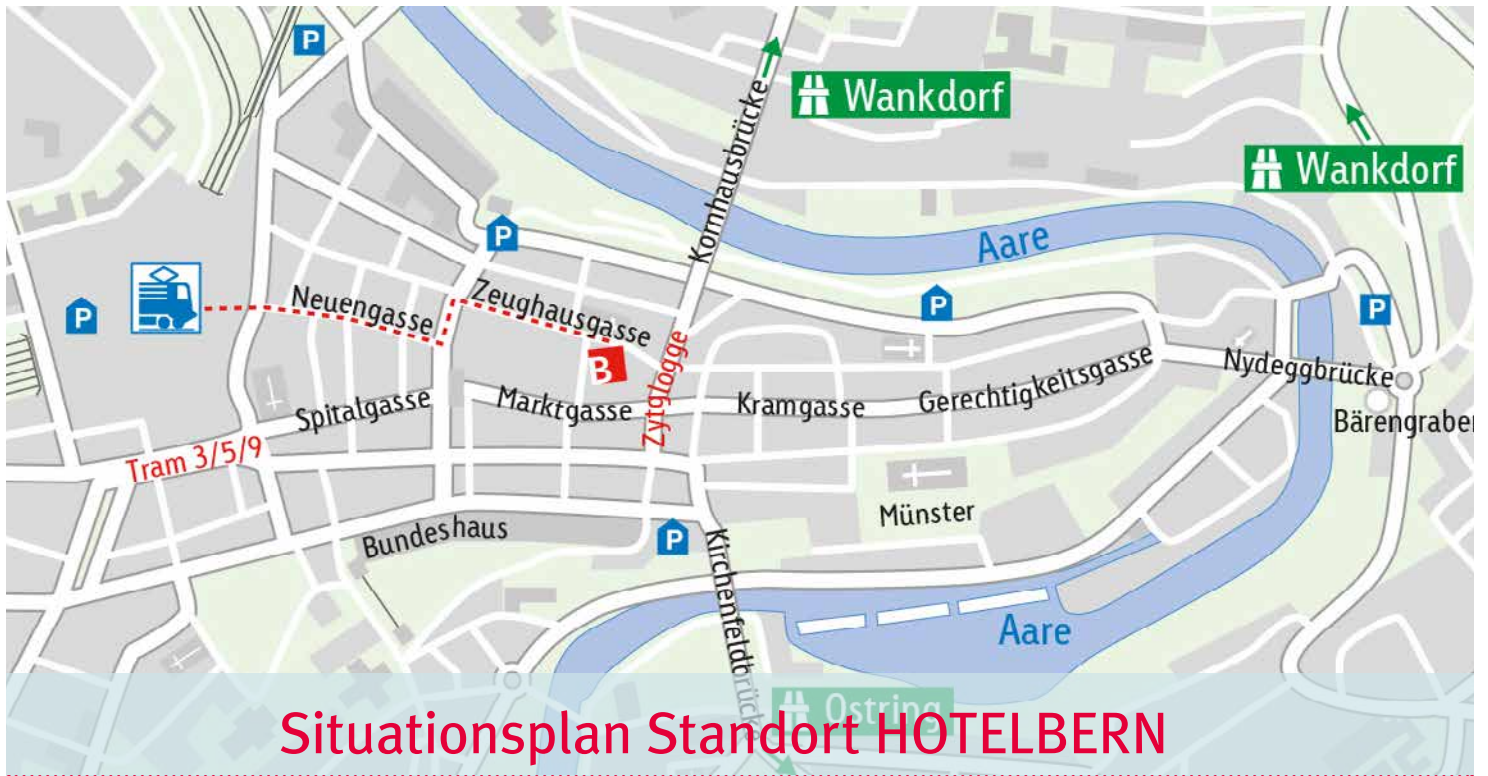 P
Wankdorf
Wankdorf
Kornhausbrücke
P
Aare
P
Neuengasse
Zeughausgasse
P
P
B
Zytglogge
Nydeggbrücke
Spitalgasse
Marktgasse
Kramgasse
Gerechtigkeitsgasse
Bärengraben
Tram 3/5/9
Münster
Bundeshaus
P
Kirchenfeldbrücke
Aare
Ostring
Situationsplan Standort HOTELBERN